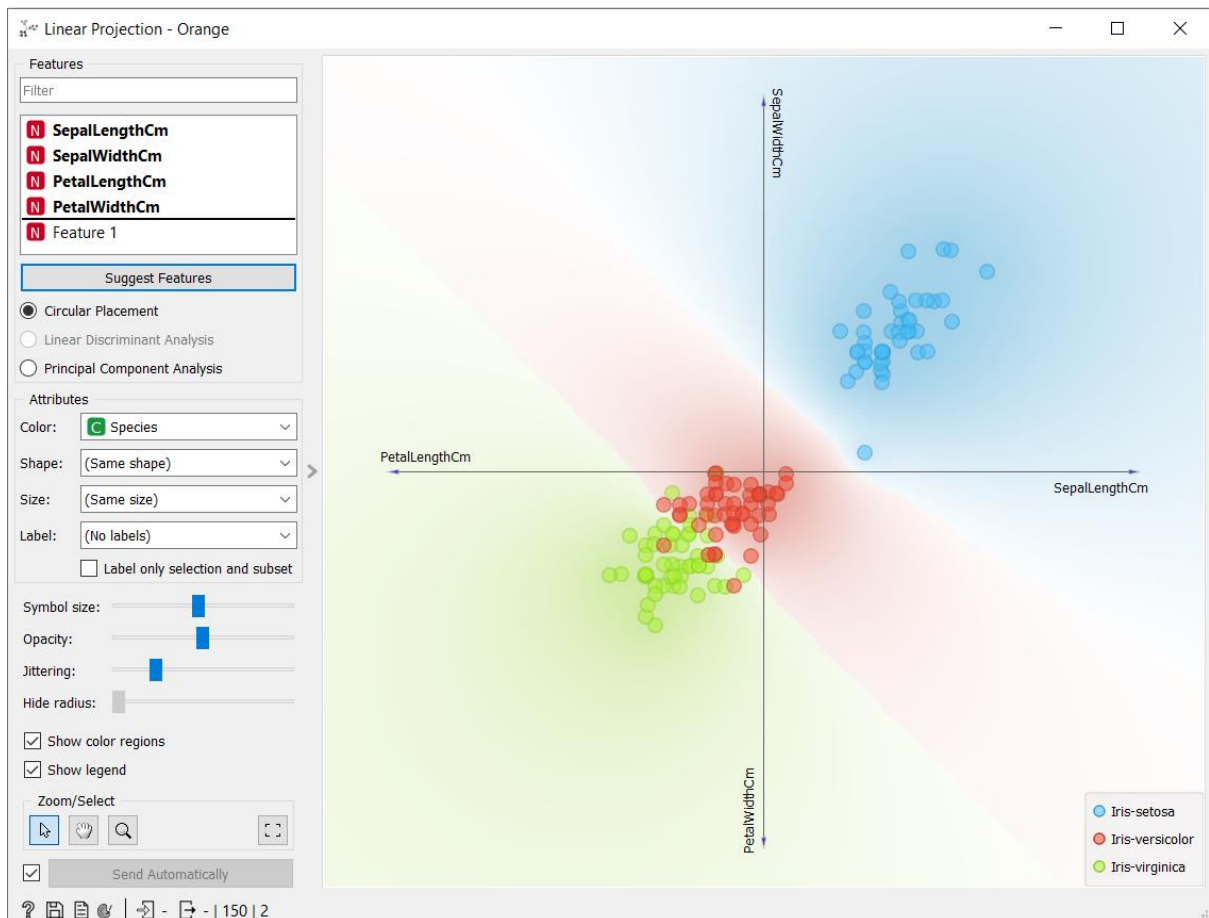 Linear Projection - Orange
Features
Filter
N SepalLengthCm
N SepalWidthCm
N PetalLengthCm
N PetalWidthCm
N Feature 1
Suggest Features
Circular Placement
Linear Discriminant Analysis
Principal Component Analysis
Attributes
Color: C Species
Shape: (Same shape)
Size: (Same size)
Label: (No labels)
Label only selection and subset
Symbol size:
Opacity:
Jittering:
Hide radius:
Show color regions
Show legend
Zoom/Select
Send Automatically
? - - | 150 | 2
SepalWidthCm
PetalLengthCm
SepalLengthCm
PetalWidthCm
Iris-setosa
Iris-versicolor
Iris-virginica